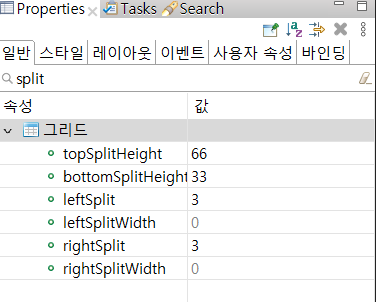 Properties Tasks Search
일반 스타일 레이아웃 이벤트 사용자 속성 바인딩
split
속성 값
그리드
topSplitHeight 66
bottomSplitHeight 33
leftSplit 3
leftSplitWidth 0
rightSplit 3
rightSplitWidth 0